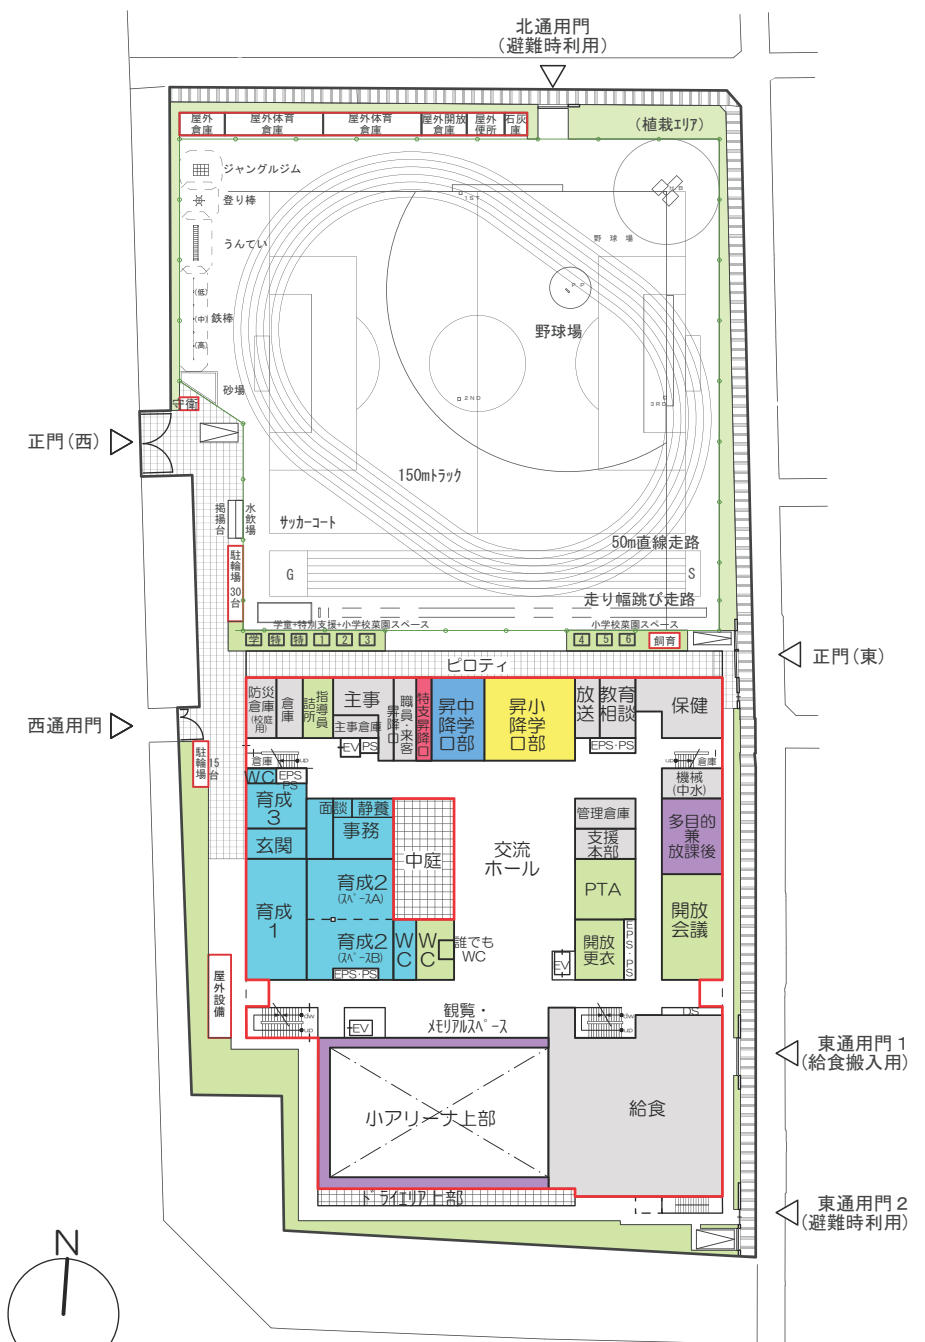 北通用門
(避難時利用)
屋外
倉庫
屋外体育
倉庫
屋外体育
倉庫
屋外開放
倉庫
屋外
便所
石灰
庫
(植栽エリア)
ジャングルジム
登り棒
うんてい
(低)
(中)
鉄棒
(高)
砂場
守衛
1ST
HB
野球場
PP
野球場
2ND
3RD
正門(西)
150mトラック
サッカーコート
掲揚台
水飲場
駐輪場30台
50m直線走路
G
S
走り幅跳び走路
学童+特別支援+小学校菜園スペース
小学校菜園スペース
学
特
特
1
2
3
4
5
6
飼育
ピロティ
正門(東)
西通用門
防災
倉庫
(校庭用)
倉庫
指導員
詰所
主事
主事倉庫
EV
PS
職員・来客
昇降口
特支昇降口
中学部
昇降口
小学部
昇降口
放送
教育
相談
EPS・PS
保健
駐輪場15台
倉庫
up
up
倉庫
WC
EPS
PS
育成
3
玄関
面談
静養
事務
中庭
交流
ホール
管理倉庫
支援
本部
機械
(中水)
多目的
兼
放課後
育成
1
育成2
(スペースA)
育成2
(スペースB)
EPS・PS
WC
WC
誰でも
WC
PTA
開放
更衣
EPS・PS
EV
開放
会議
屋外設備
dw
up
EV
観覧・
メモリアルスペース
dw
up
DS
東通用門1
(給食搬入用)
小アリーナ上部
給食
ドライエリア上部
東通用門2
(避難時利用)
N